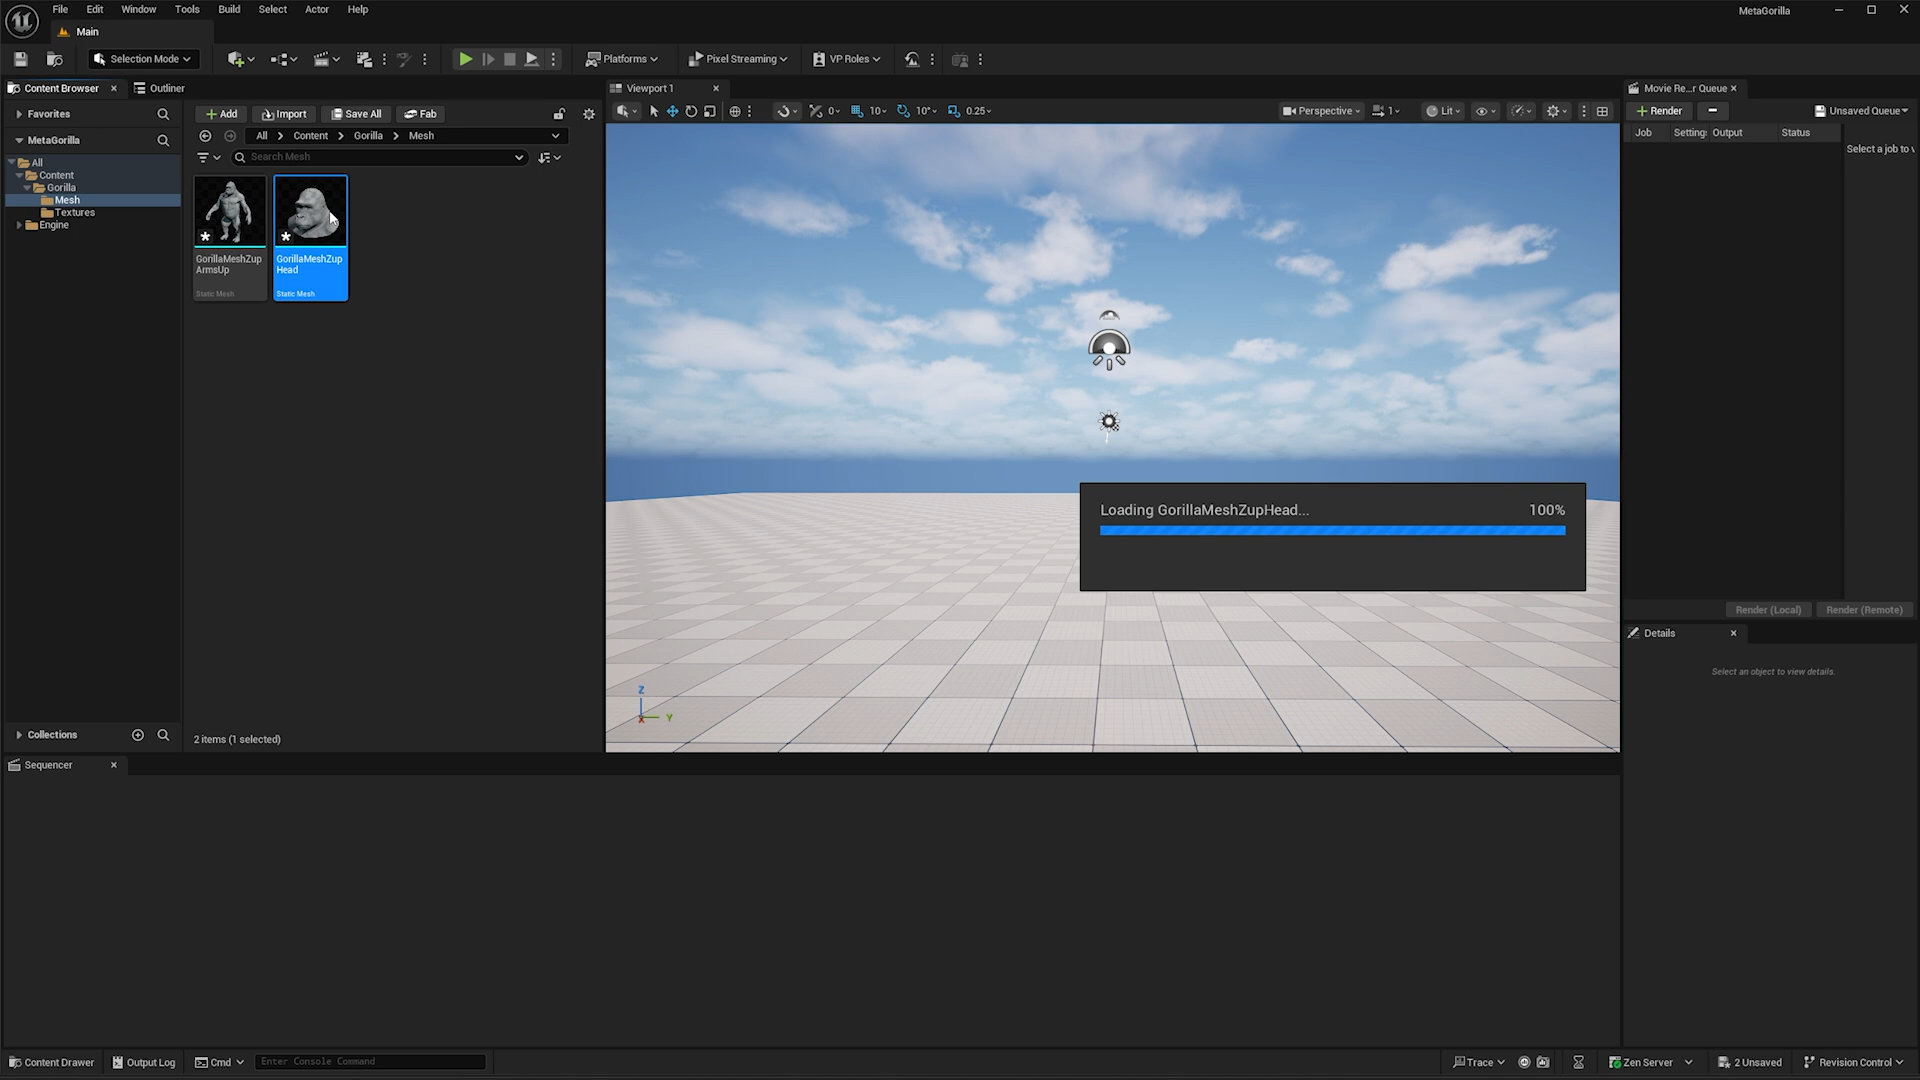 File Edit Window Tools Build Select Actor Help
MetaGorilla
Main
Selection Mode
Platforms
Pixel Streaming
VP Roles
Content Browser
Outliner
Viewport 1
Movie Re...r Queue
Favorites
Add
Import
Save All
Fab
Perspective
1
Lit
0
10
10°
0.25
Render
Unsaved Queue
MetaGorilla
All > Content > Gorilla > Mesh
Job
Setting:
Output
Status
Select a job to v
Search Mesh
All
Content
Gorilla
Mesh
Textures
Engine
GorillaMeshZup
ArmsUp
Static Mesh
GorillaMeshZup
Head
Static Mesh
Loading GorillaMeshZupHead...
100%
Render (Local)
Render (Remote)
Details
Select an object to view details.
Z
X
Y
Collections
2 items (1 selected)
Sequencer
Content Drawer
Output Log
Cmd
Enter Console Command
Trace
Zen Server
2 Unsaved
Revision Control